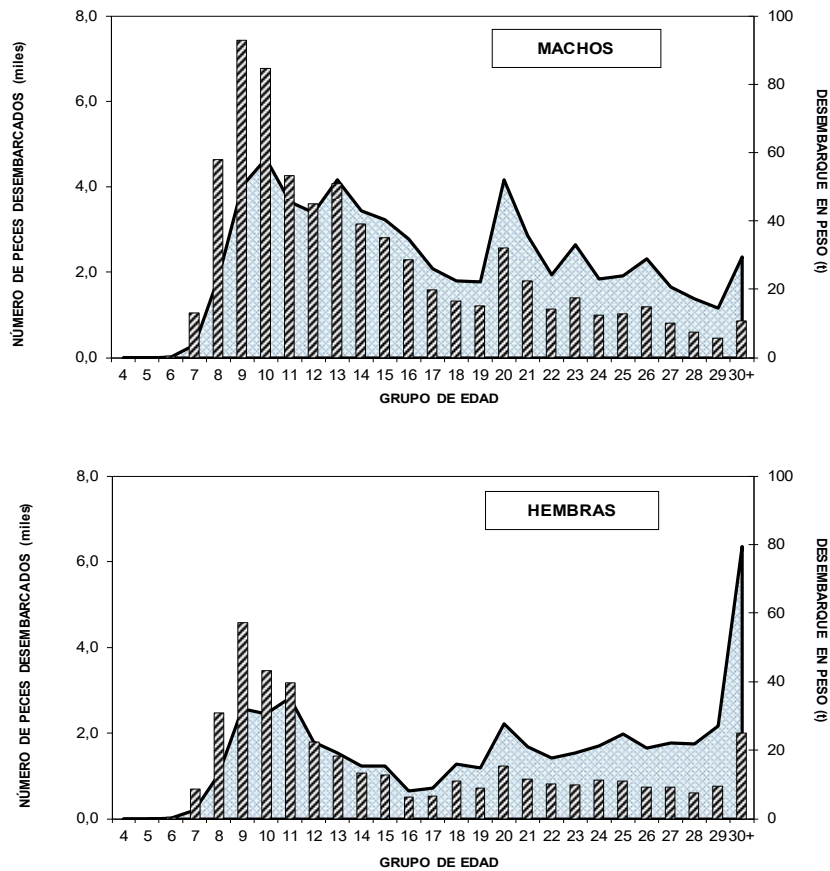 MACHOS
NÚMERO DE PECES DESEMBARCADOS (miles)
8,0
6,0
4,0
2,0
0,0
100
80
60
40
20
0
DESEMBARQUE EN PESO (t)
4 5 6 7 8 9 10 11 12 13 14 15 16 17 18 19 20 21 22 23 24 25 26 27 28 29 30+
GRUPO DE EDAD
HEMBRAS
NÚMERO DE PECES DESEMBARCADOS (miles)
8,0
6,0
4,0
2,0
0,0
100
80
60
40
20
0
DESEMBARQUE EN PESO (t)
4 5 6 7 8 9 10 11 12 13 14 15 16 17 18 19 20 21 22 23 24 25 26 27 28 29 30+
GRUPO DE EDAD